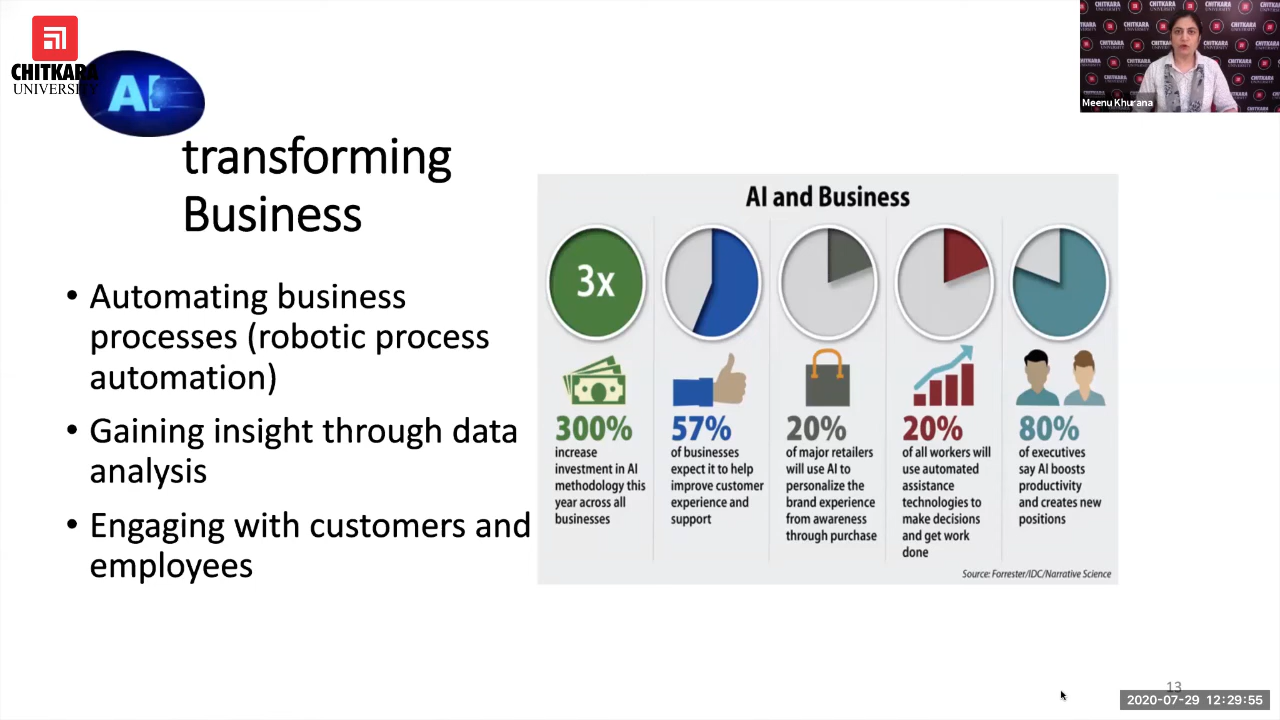 CHITKARA
UNIVERSITY
AI
transforming
Business
• Automating business
processes (robotic process
automation)
• Gaining insight through data
analysis
• Engaging with customers and
employees
AI and Business
3x
300%
increase
investment in AI
methodology this
year across all
businesses
57%
of businesses
expect it to help
improve customer
experience and
support
20%
of major retailers
will use AI to
personalize the
brand experience
from awareness
through purchase
20%
of all workers will
use automated
assistance
technologies to
make decisions
and get work
done
80%
of executives
say AI boosts
productivity
and creates new
positions
Source: Forrester/IDC/Narrative Science
CHITKARA
UNIVERSITY
Meenu Khurana
13
2020-07-29 12:29:55